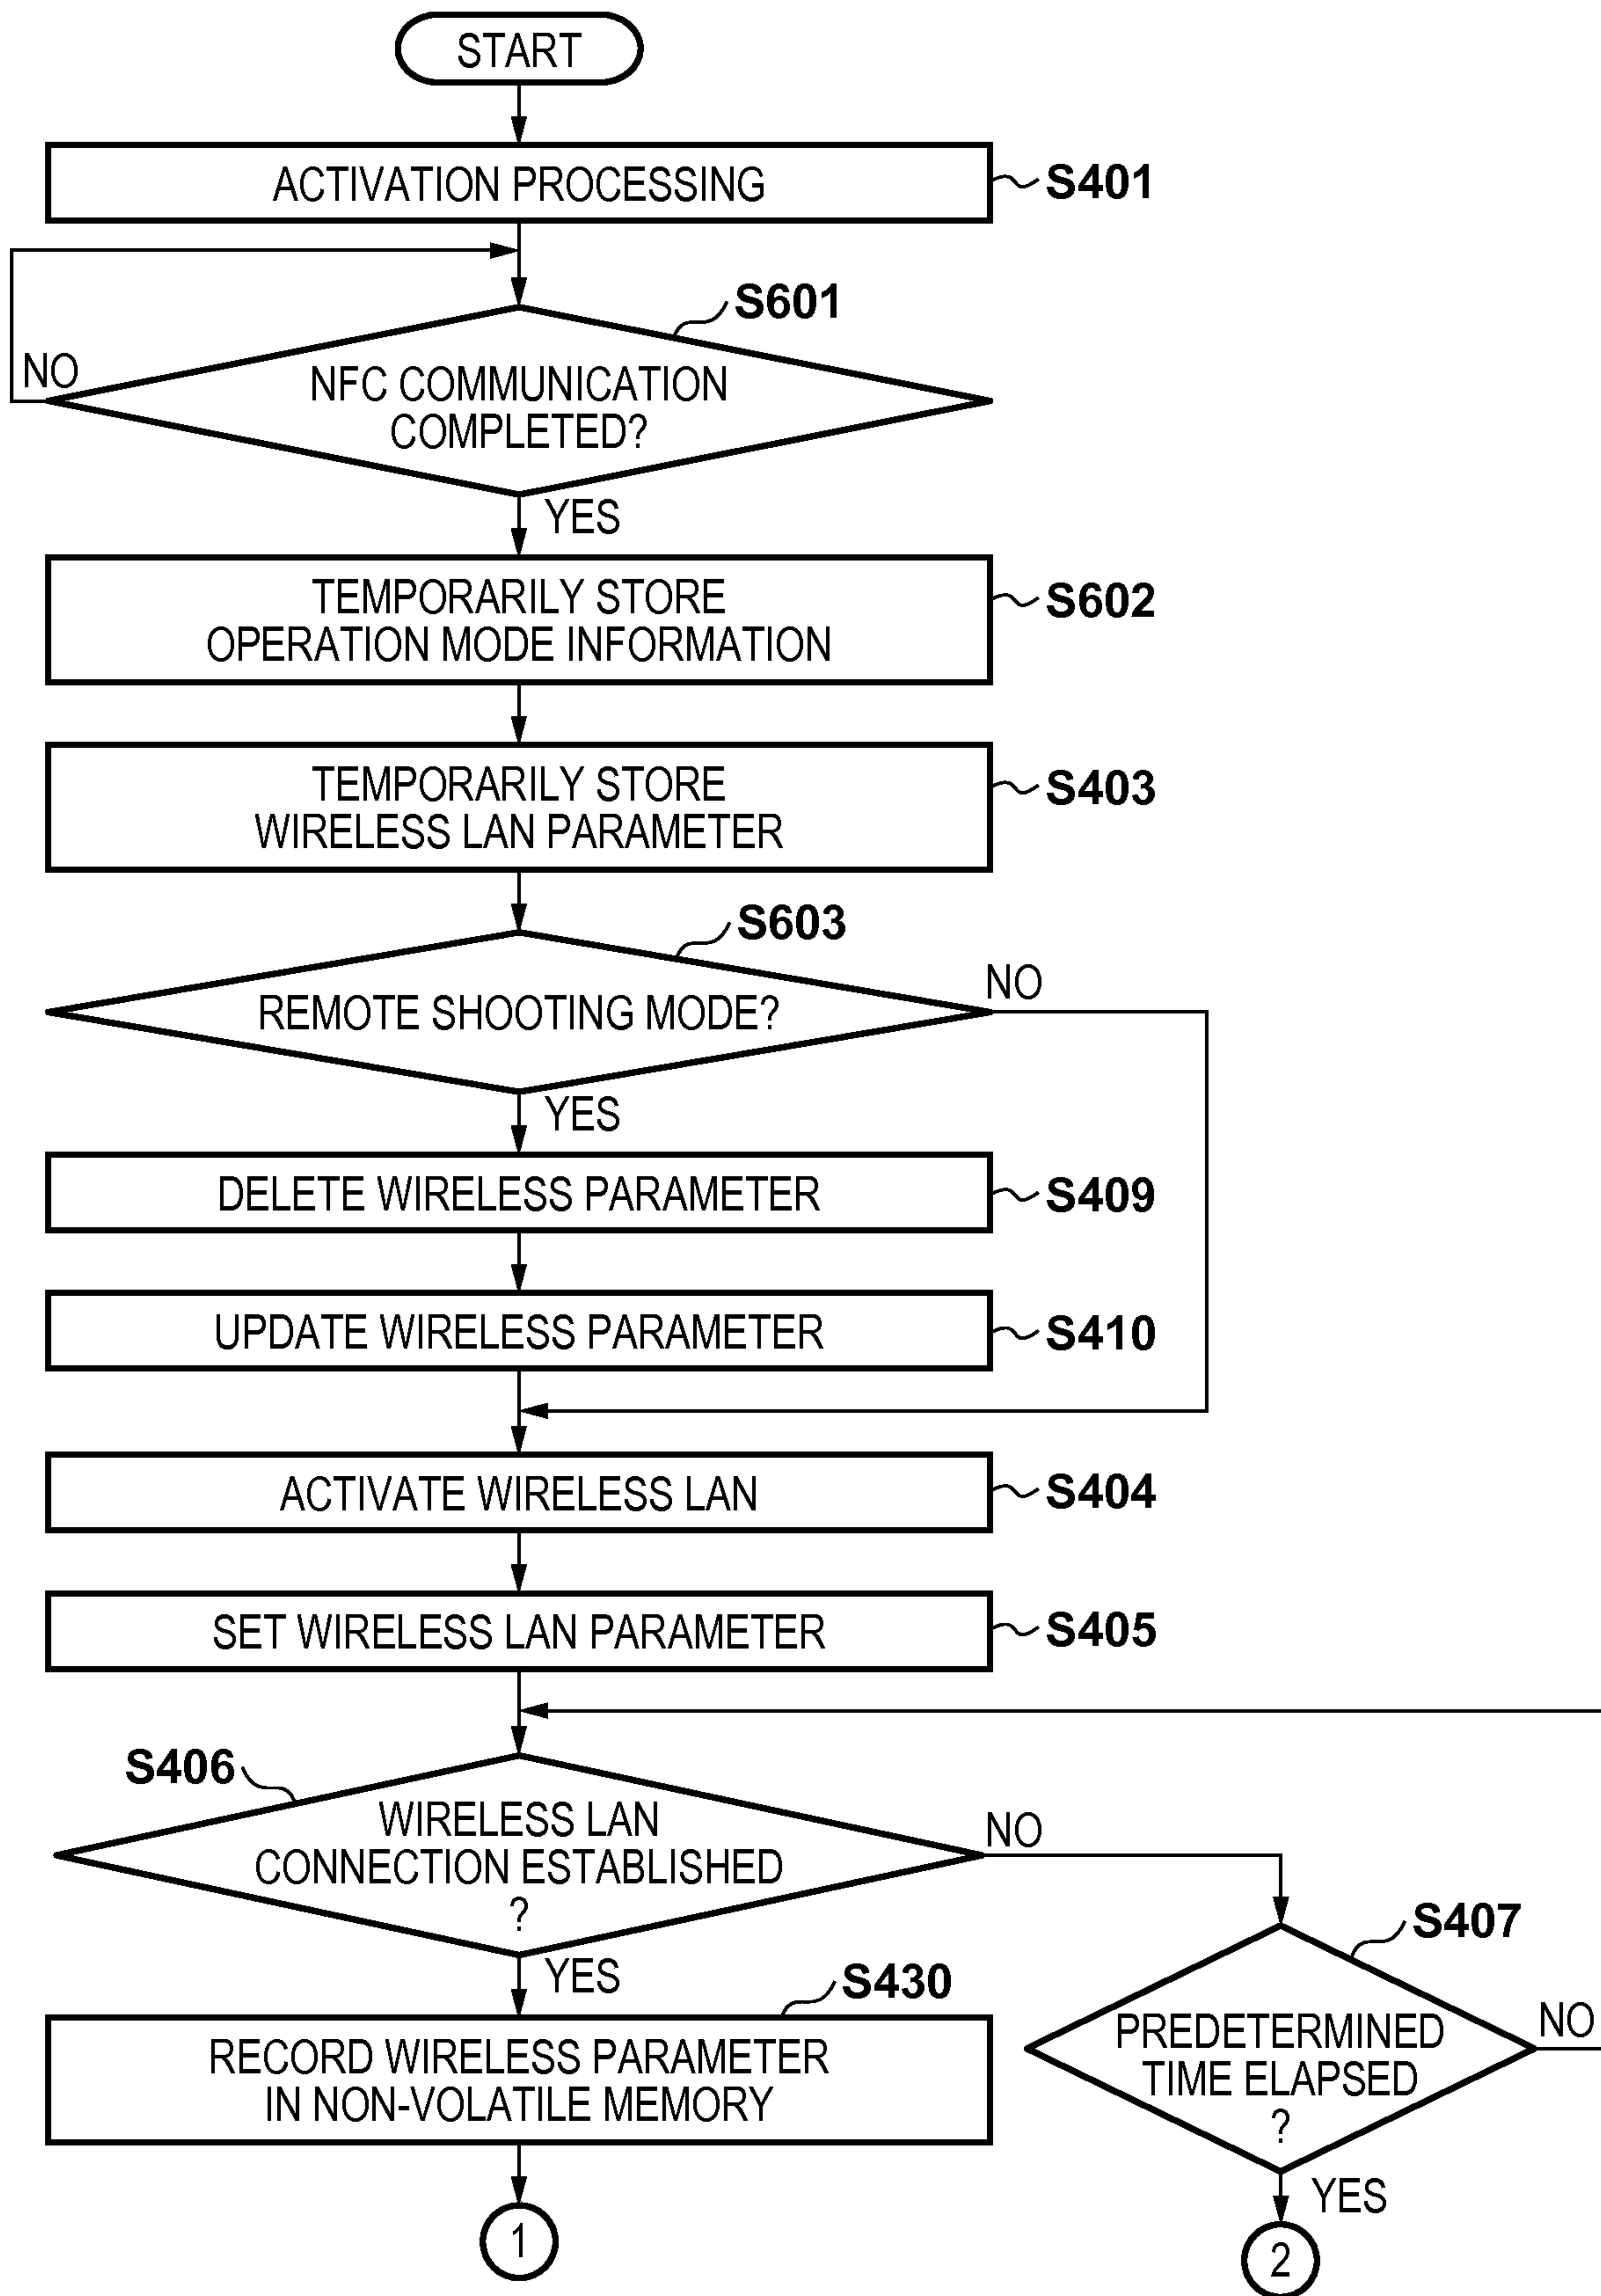 START
ACTIVATION PROCESSING
S401
S601
NO
NFC COMMUNICATION
COMPLETED?
YES
TEMPORARILY STORE
OPERATION MODE INFORMATION
S602
TEMPORARILY STORE
WIRELESS LAN PARAMETER
S403
S603
NO
REMOTE SHOOTING MODE?
YES
DELETE WIRELESS PARAMETER
S409
UPDATE WIRELESS PARAMETER
S410
ACTIVATE WIRELESS LAN
S404
SET WIRELESS LAN PARAMETER
S405
S406
WIRELESS LAN
CONNECTION ESTABLISHED
?
NO
YES
S407
PREDETERMINED
TIME ELAPSED
?
NO
YES
S430
RECORD WIRELESS PARAMETER
IN NON-VOLATILE MEMORY
1
2